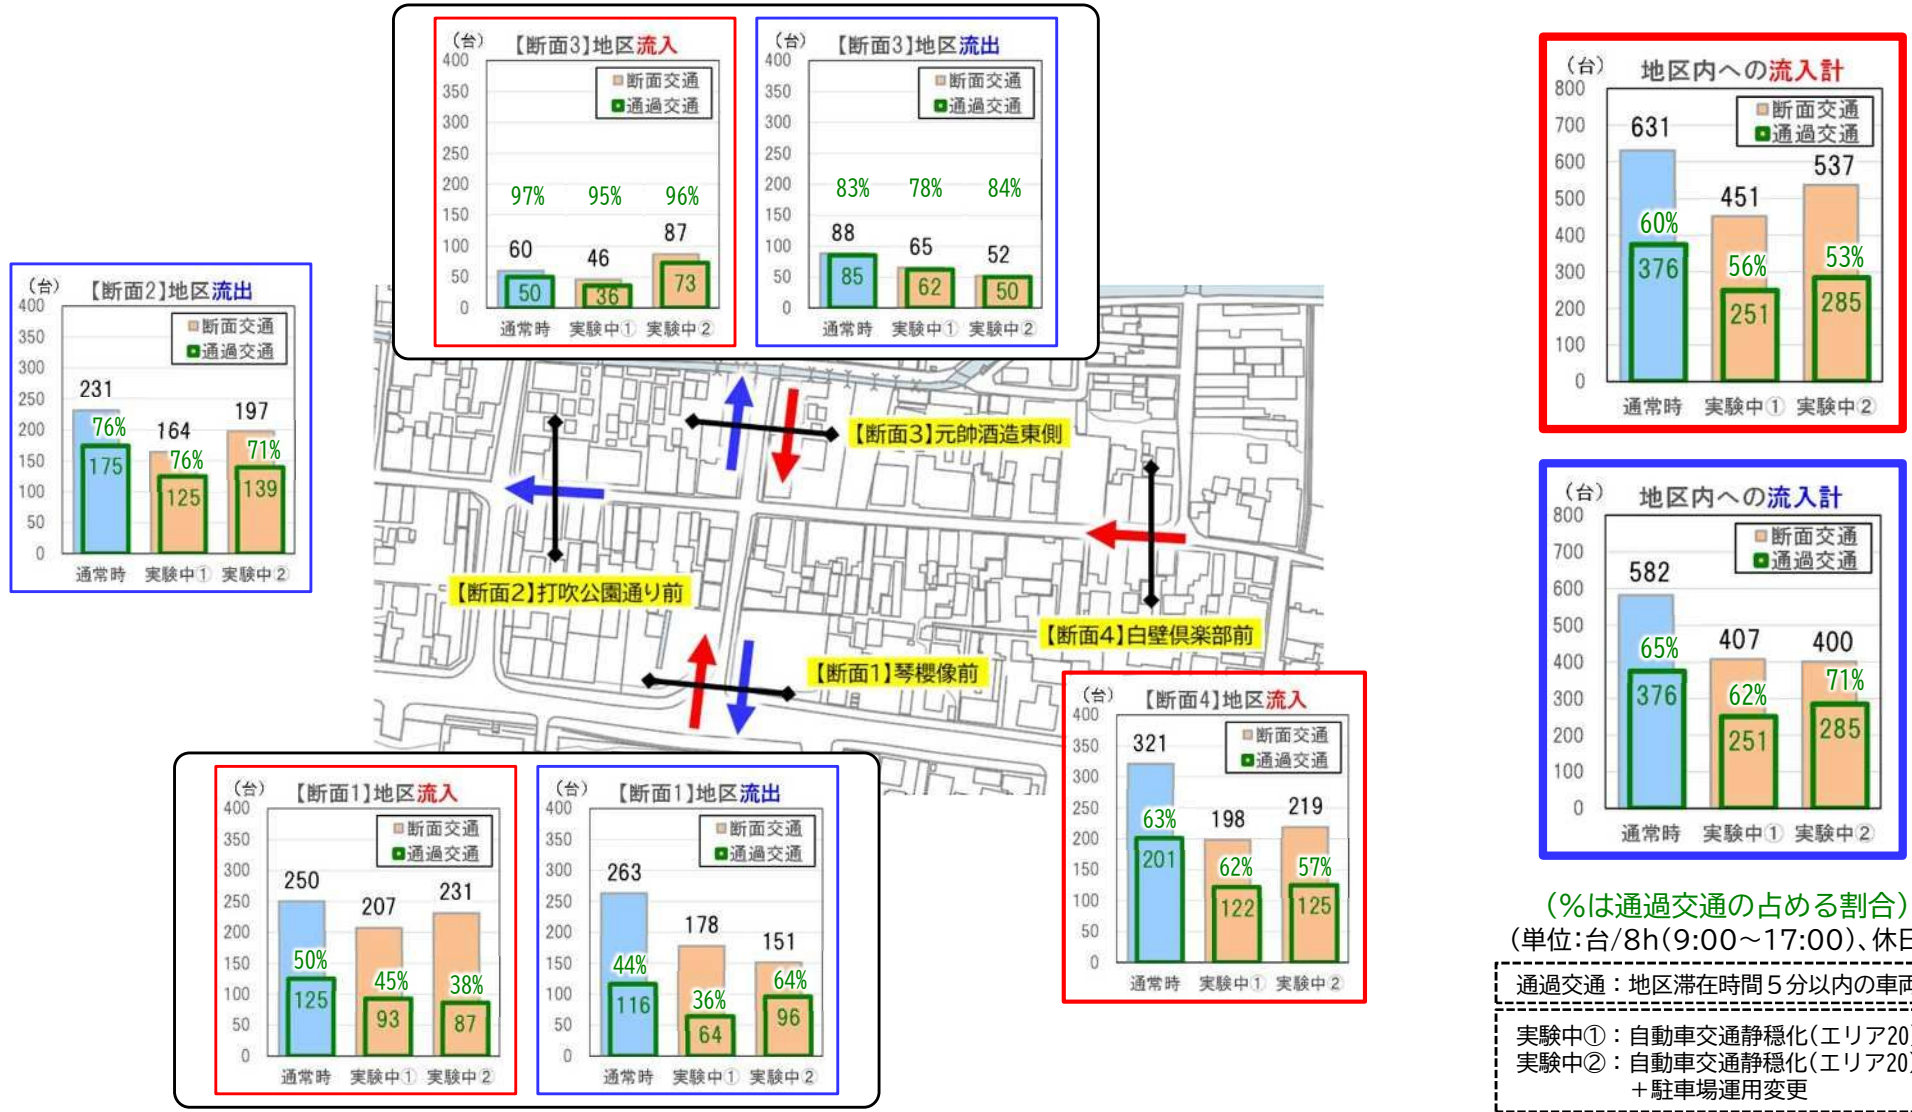 (台) 【断面3】地区流入
400
350
300
250
200
150
100
50
0
断面交通
通過交通
97% 95% 96%
60 46 87
50 36 73
通常時 実験中① 実験中②
(台) 【断面3】地区流出
400
350
300
250
200
150
100
50
0
断面交通
通過交通
83% 78% 84%
88 65 52
85 62 50
通常時 実験中① 実験中②
(台) 【断面2】地区流出
400
350
300
250
200
150
100
50
0
断面交通
通過交通
231 164 197
76% 76% 71%
175 125 139
通常時 実験中① 実験中②
【断面3】元帥酒造東側
【断面2】打吹公園通り前
【断面4】白壁倶楽部前
【断面1】琴櫻像前
(台) 【断面1】地区流入
400
350
300
250
200
150
100
50
0
断面交通
通過交通
250 207 231
50% 45% 38%
125 93 87
通常時 実験中① 実験中②
(台) 【断面1】地区流出
400
350
300
250
200
150
100
50
0
断面交通
通過交通
263 178 151
44% 36% 64%
116 64 96
通常時 実験中① 実験中②
(台) 【断面4】地区流入
400
350
300
250
200
150
100
50
0
断面交通
通過交通
321 198 219
63% 62% 57%
201 122 125
通常時 実験中① 実験中②
(台) 地区内への流入計
800
700
600
500
400
300
200
100
0
断面交通
通過交通
631 451 537
60% 56% 53%
376 251 285
通常時 実験中① 実験中②
(台) 地区内への流入計
800
700
600
500
400
300
200
100
0
断面交通
通過交通
582 407 400
65% 62% 71%
376 251 285
通常時 実験中① 実験中②
(%は通過交通の占める割合)
(単位:台/8h(9:00~17:00)、休日
通過交通：地区滞在時間５分以内の車両
実験中①：自動車交通静穏化(エリア20)
実験中②：自動車交通静穏化(エリア20)
＋駐車場運用変更